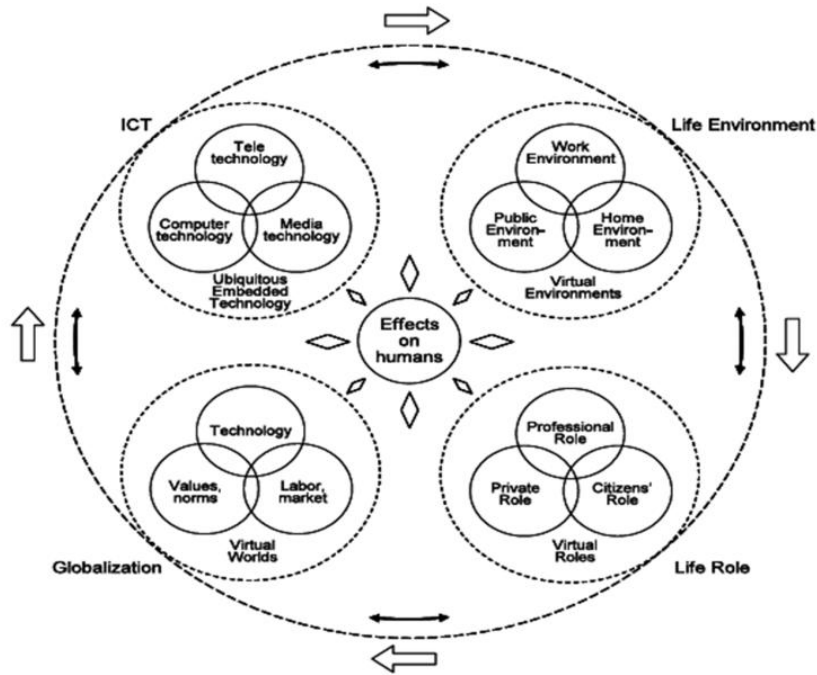 ICT
Tele
technology
Computer
technology
Media
technology
Ubiquitous
Embedded
Technology
Life Environment
Work
Environment
Public
Environ-
ment
Home
Environ-
ment
Virtual
Environments
Effects
on
humans
Technology
Values,
norms
Labor,
market
Virtual
Worlds
Globalization
Professional
Role
Private
Role
Citizens'
Role
Virtual
Roles
Life Role